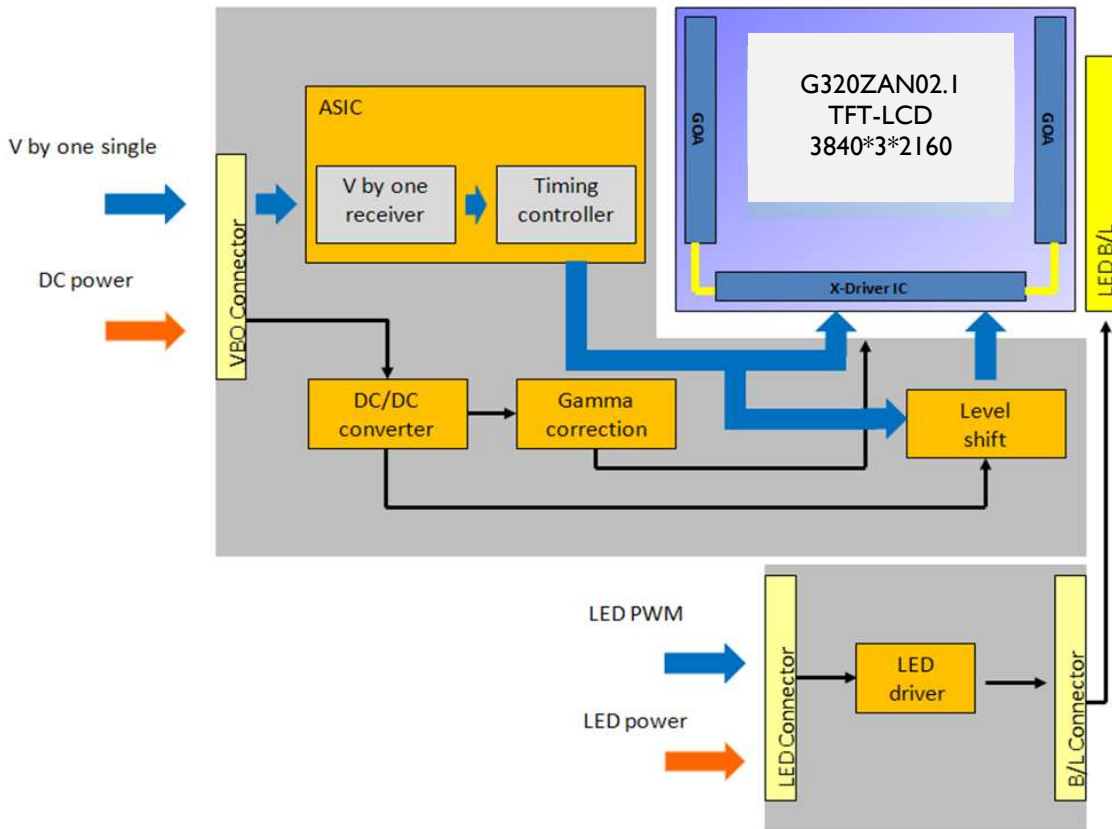 G320ZAN02.1
TFT-LCD
3840*3*2160
GOA
GOA
X-Driver IC
LED B/L
ASIC
V by one
receiver
Timing
controller
V by one single
DC power
VBO Connector
DC/DC
converter
Gamma
correction
Level
shift
LED PWM
LED power
LED Connector
LED
driver
B/L Connector